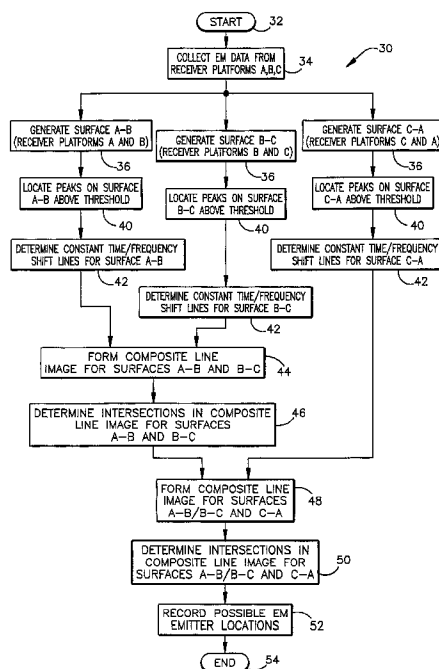 START
32
30
COLLECT EM DATA FROM
RECEIVER PLATFORMS A,B,C
34
GENERATE SURFACE A-B
(RECEIVER PLATFORMS A AND B)
36
GENERATE SURFACE B-C
(RECEIVER PLATFORMS B AND C)
36
GENERATE SURFACE C-A
(RECEIVER PLATFORMS C AND A)
36
LOCATE PEAKS ON SURFACE
A-B ABOVE THRESHOLD
40
LOCATE PEAKS ON SURFACE
B-C ABOVE THRESHOLD
40
LOCATE PEAKS ON SURFACE
C-A ABOVE THRESHOLD
40
DETERMINE CONSTANT TIME/FREQUENCY
SHIFT LINES FOR SURFACE A-B
42
DETERMINE CONSTANT TIME/FREQUENCY
SHIFT LINES FOR SURFACE B-C
42
DETERMINE CONSTANT TIME/FREQUENCY
SHIFT LINES FOR SURFACE C-A
42
FORM COMPOSITE LINE
IMAGE FOR SURFACES A-B AND B-C
44
DETERMINE INTERSECTIONS IN COMPOSITE
LINE IMAGE FOR SURFACES
A-B AND B-C
46
FORM COMPOSITE LINE
IMAGE FOR SURFACES
A-B/B-C AND C-A
48
DETERMINE INTERSECTIONS IN
COMPOSITE LINE IMAGE FOR
SURFACES A-B/B-C AND C-A
50
RECORD POSSIBLE EM
EMITTER LOCATIONS
52
END
54